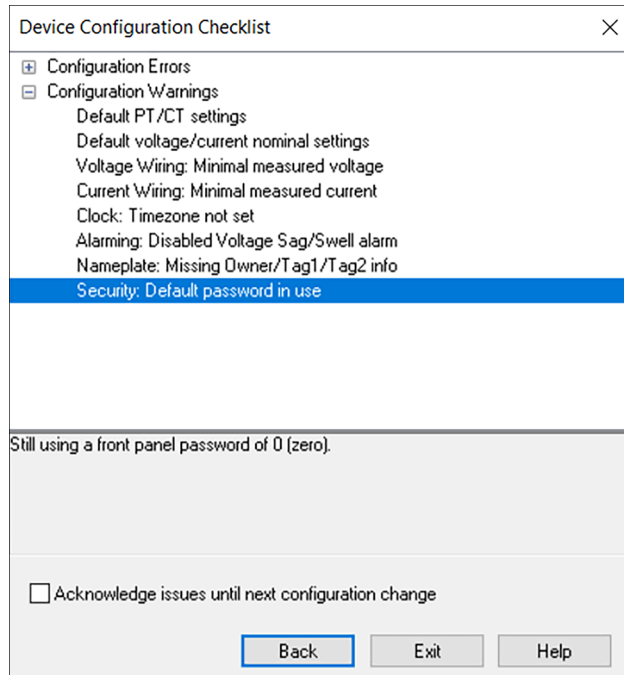 Device Configuration Checklist
Configuration Errors
Configuration Warnings
Default PT/CT settings
Default voltage/current nominal settings
Voltage Wiring: Minimal measured voltage
Current Wiring: Minimal measured current
Clock: Timezone not set
Alarming: Disabled Voltage Sag/Swell alarm
Nameplate: Missing Owner/Tag1/Tag2 info
Security: Default password in use
Still using a front panel password of 0 (zero).
Acknowledge issues until next configuration change
Back Exit Help